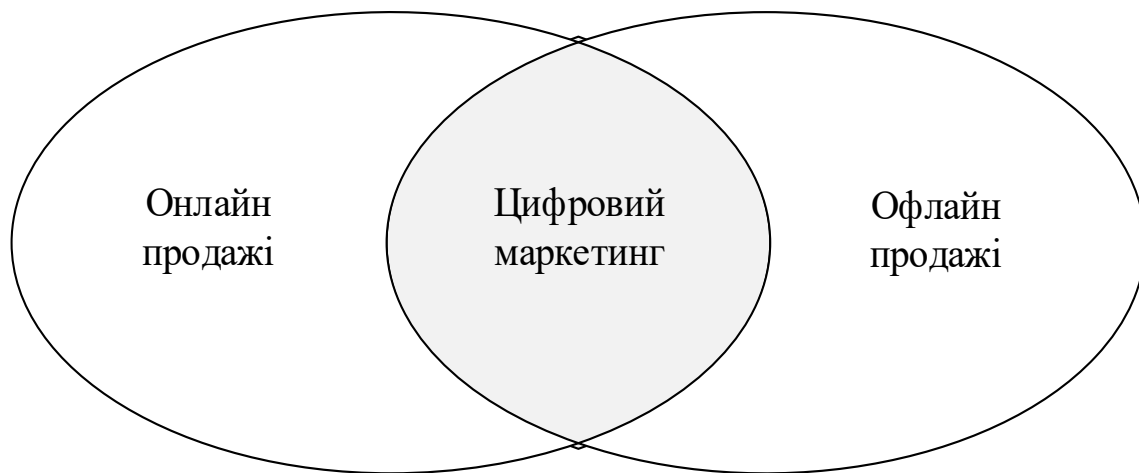 Онлайн
продажі
Цифровий
маркетинг
Офлайн
продажі